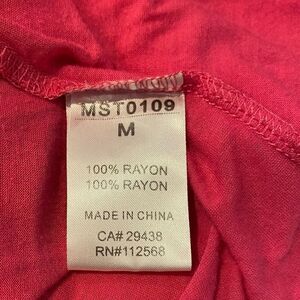 MST0109
M
100% RAYON
100% RAYON
MADE IN CHINA
CA# 29438
RN#112568